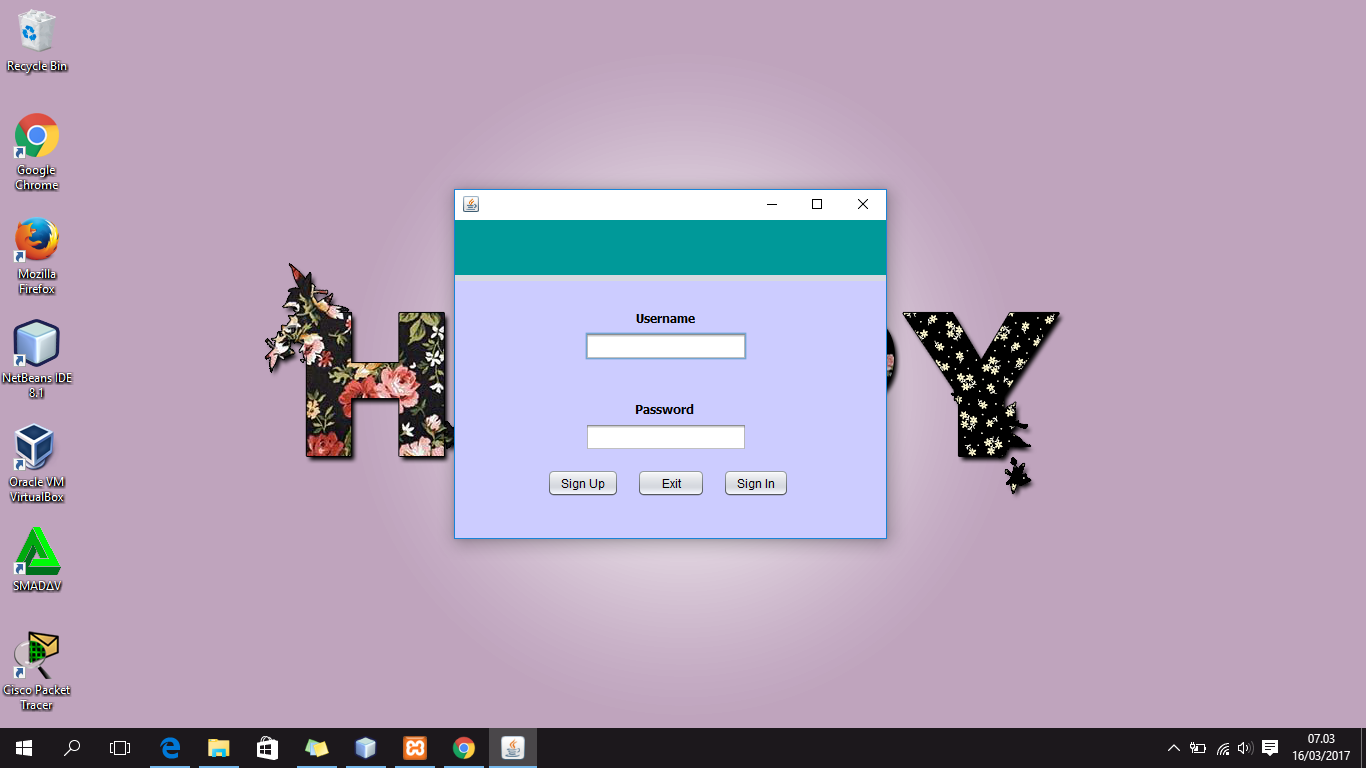 Recycle Bin
Google
Chrome
Mozilla
Firefox
NetBeans IDE
8.1
Oracle VM
VirtualBox
SMADΔV
Cisco Packet
Tracer
H
Y
Username
Password
Sign Up
Exit
Sign In
07.03
16/03/2017